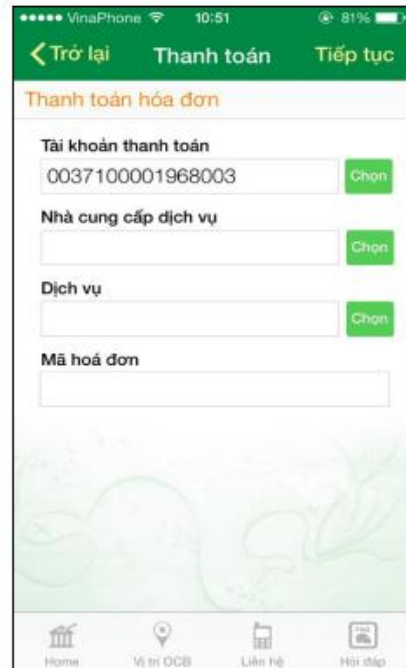 VinaPhone 10:51 81%
Trở lại Thanh toán Tiếp tục
Thanh toán hóa đơn
Tài khoản thanh toán
0037100001968003 Chọn
Nhà cung cấp dịch vụ
Chọn
Dịch vụ
Chọn
Mã hoá đơn
Home Vị trí OCB Liên hệ Hỏi đáp